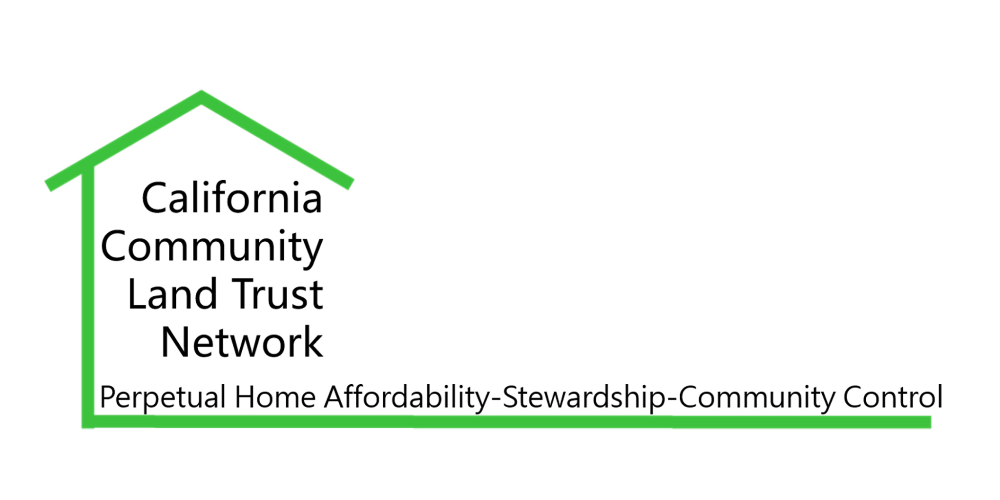 California
Community
Land Trust
Network
Perpetual Home Affordability-Stewardship-Community Control